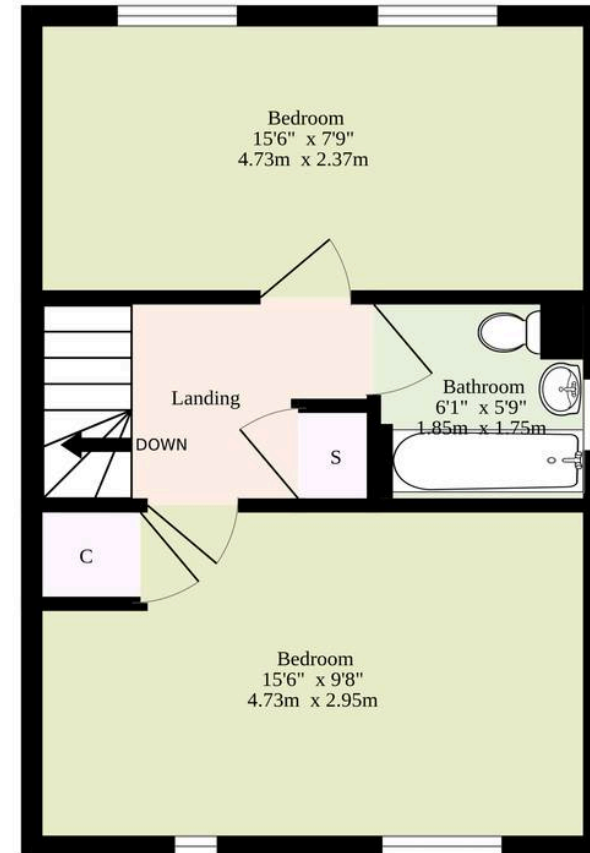 Bedroom
15'6" x 7'9"
4.73m x 2.37m
Landing
Bathroom
6'1" x 5'9"
1.85m x 1.75m
DOWN
S
C
Bedroom
15'6" x 9'8"
4.73m x 2.95m